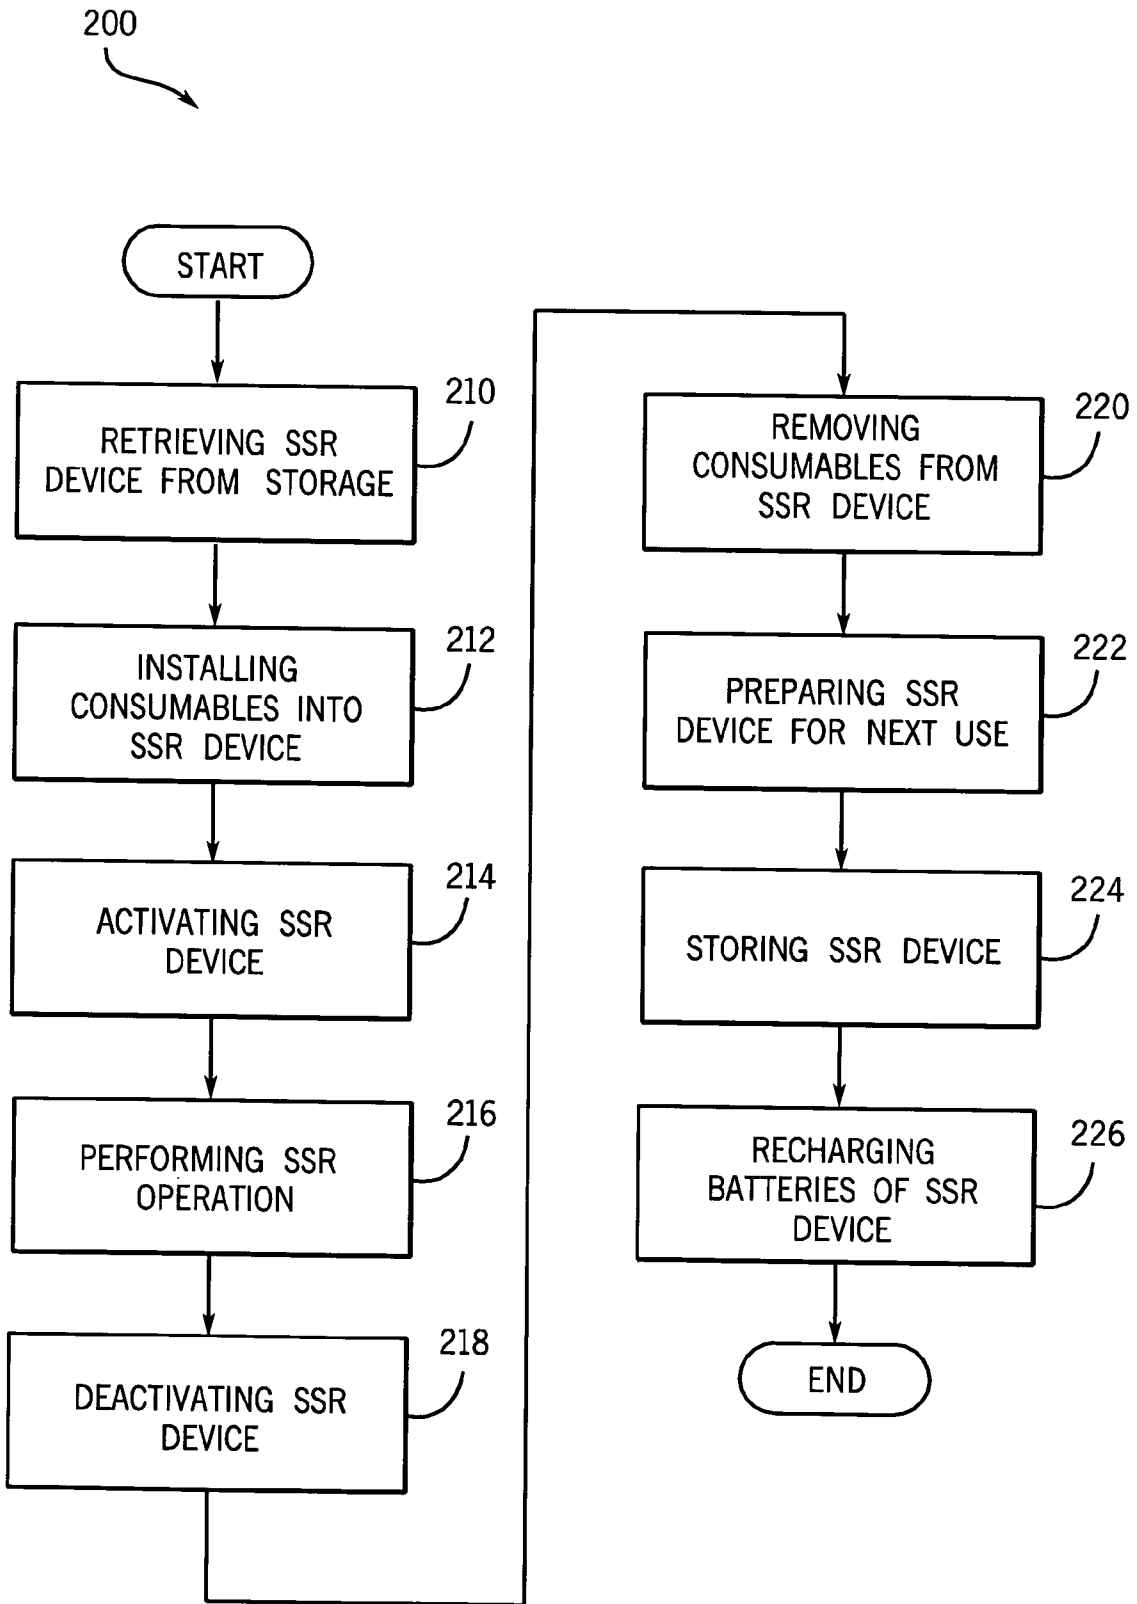 200
START
210
RETRIEVING SSR
DEVICE FROM STORAGE
212
INSTALLING
CONSUMABLES INTO
SSR DEVICE
214
ACTIVATING SSR
DEVICE
216
PERFORMING SSR
OPERATION
218
DEACTIVATING SSR
DEVICE
220
REMOVING
CONSUMABLES FROM
SSR DEVICE
222
PREPARING SSR
DEVICE FOR NEXT USE
224
STORING SSR DEVICE
226
RECHARGING
BATTERIES OF SSR
DEVICE
END